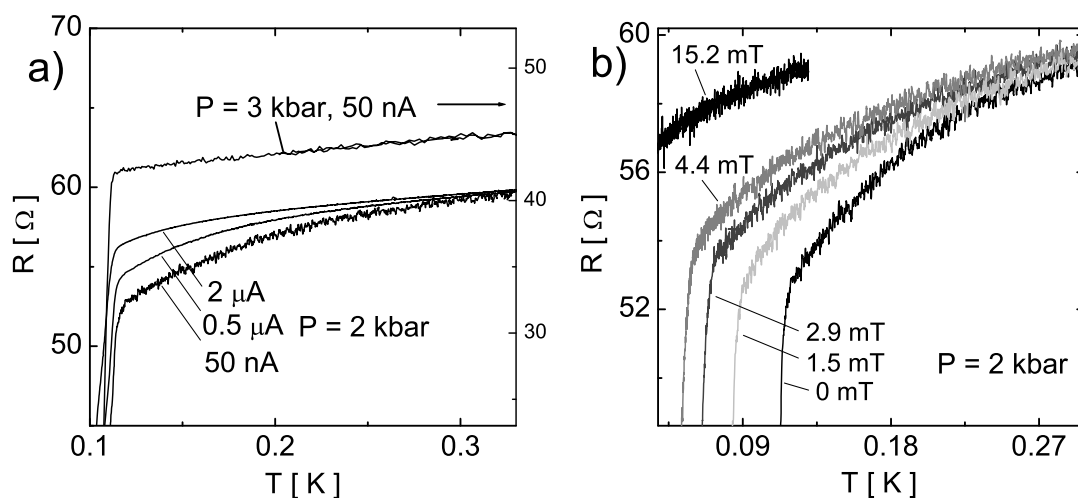 a)
70
60
50
R [ Ω ]
50
40
30
P = 3 kbar, 50 nA
2 μA
0.5 μA
P = 2 kbar
50 nA
0.1
0.2
0.3
T [ K ]
b)
60
56
52
R [ Ω ]
15.2 mT
4.4 mT
2.9 mT
1.5 mT
0 mT
P = 2 kbar
0.09
0.18
0.27
T [ K ]